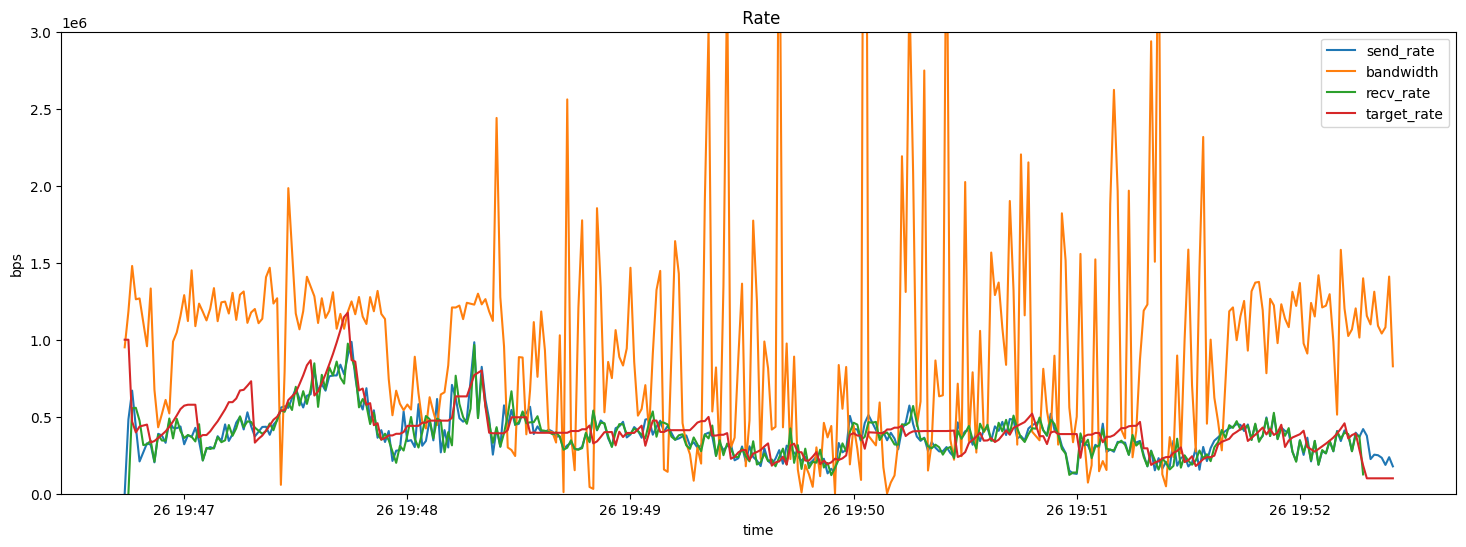 Rate
1e6
3.0
2.5
2.0
1.5
1.0
0.5
0.0
bps
send_rate
bandwidth
recv_rate
target_rate
26 19:47
26 19:48
26 19:49
26 19:50
26 19:51
26 19:52
time